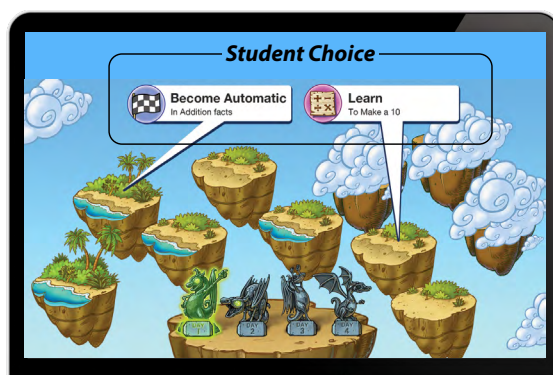 Student Choice
Become Automatic
In Addition facts
Learn
To Make a 10
DAY
1
DAY
2
DAY
3
DAY
4